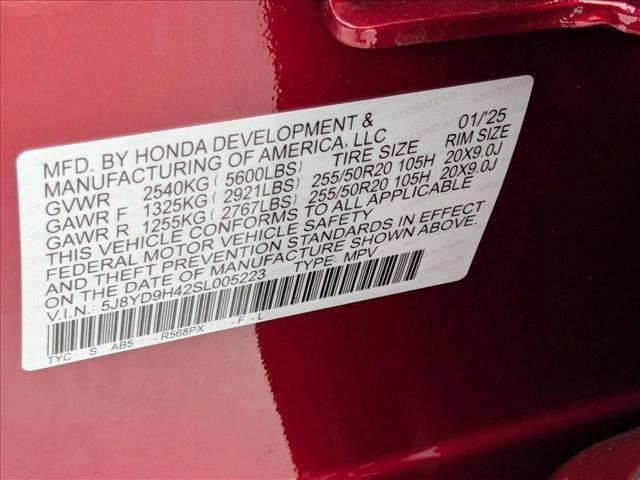 MFD. BY HONDA DEVELOPMENT & 01/'25
MANUFACTURING OF AMERICA, LLC
GVWR 2540KG (5600LBS) TIRE SIZE RIM SIZE
GAWR F 1325KG (2921LBS) 255/50R20 105H 20X9.0J
GAWR R 1255KG (2767LBS) 255/50R20 105H 20X9.0J
THIS VEHICLE CONFORMS TO ALL APPLICABLE
FEDERAL MOTOR VEHICLE SAFETY
AND THEFT PREVENTION STANDARDS IN EFFECT
ON THE DATE OF MANUFACTURE SHOWN ABOVE.
V.I.N.: 5J8YD9H42SL005223 TYPE: MPV
TYC S AB5 - R568PX - F - L